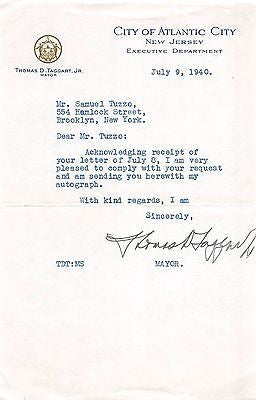 CITY OF ATLANTIC CITY
NEW JERSEY
EXECUTIVE DEPARTMENT
THOMAS D. TAGGART, JR.
MAYOR
July 9, 1940.
Mr. Samuel Tuzzo,
554 Hemlock Street,
Brooklyn, New York.
Dear Mr. Tuzzo:
Acknowledging receipt of
your letter of July 8, I am very
pleased to comply with your request
and am sending you herewith my
autograph.
With kind regards, I am
Sincerely,
Thomas D Taggart Jr
TDT:MS MAYOR.